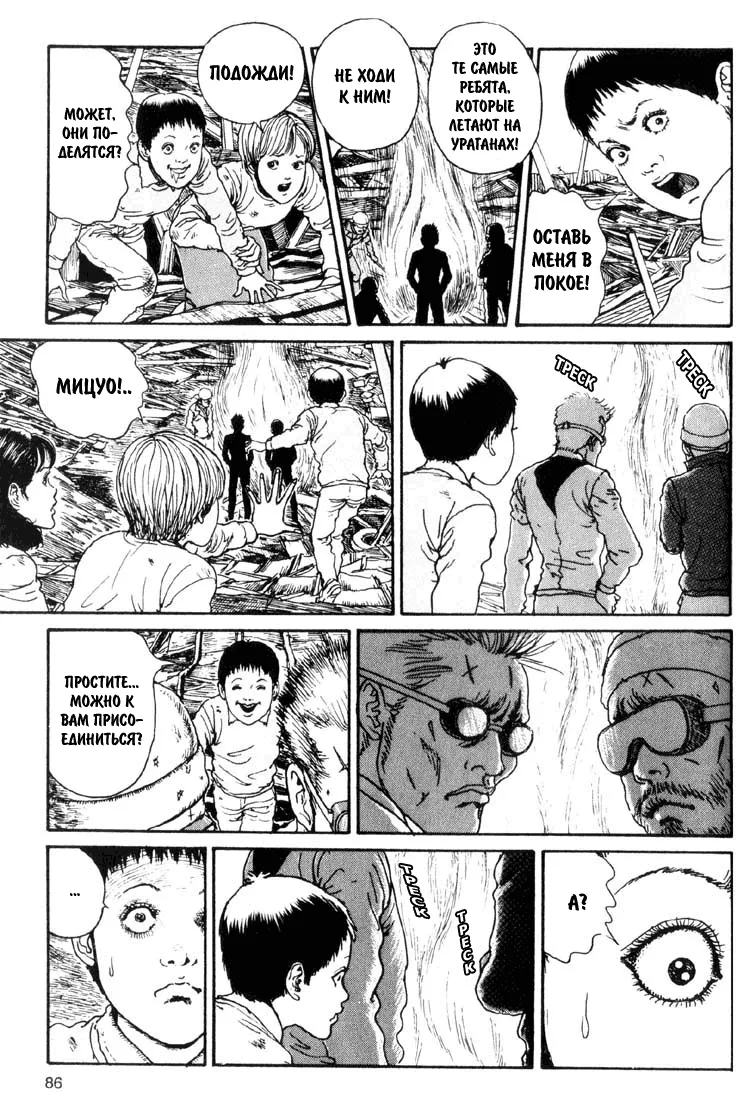 МОЖЕТ,
ОНИ ПО-
ДЕЛЯТСЯ?
ПОДОЖДИ!
НЕ ХОДИ
К НИМ!
ЭТО
ТЕ САМЫЕ
РЕБЯТА,
КОТОРЫЕ
ЛЕТАЮТ НА
УРАГАНАХ!
ОСТАВЬ
МЕНЯ В
ПОКОЕ!
МИЦУО!..
ТРЕСК
ТРЕСК
ПРОСТИТЕ...
МОЖНО К
ВАМ ПРИСО-
ЕДИНИТЬСЯ?
...
ТРЕСК
ТРЕСК
А?
86